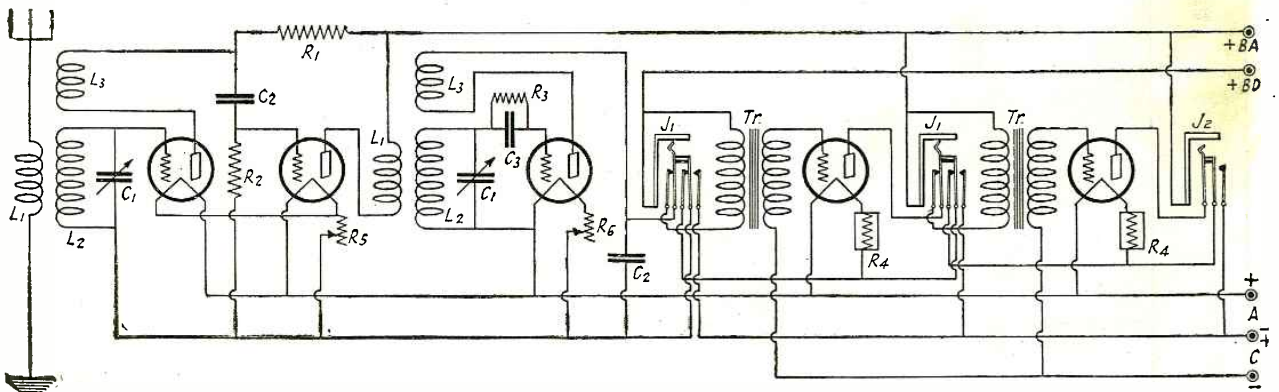 R1
+BA
+BD
L3
C2
L3
R3
Tr.
Tr.
J1
J1
J2
C3
L1
C1
R2
C1
L1
L2
R5
L2
R6
C2
R4
R4
+
A
∓
C
−